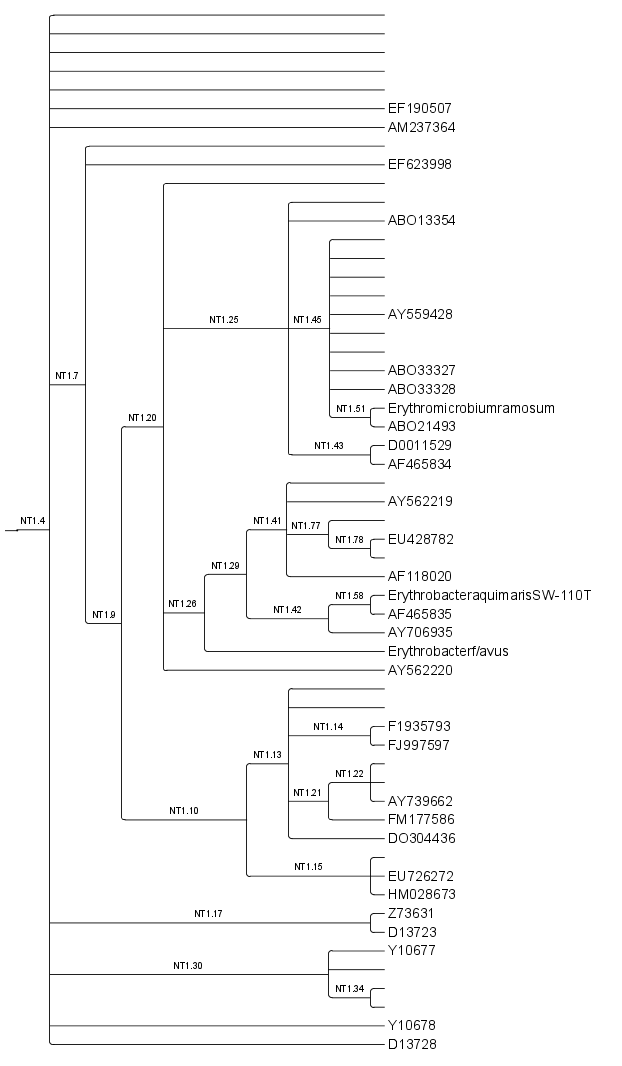 EF190507
AM237364
EF623998
ABO13354
NT1.25
NT1.45
AY559428
ABO33327
NT1.7
ABO33328
NT1.51
Erythromicrobiumramosum
NT1.20
ABO21493
NT1.43
D0011529
AF465834
AY562219
NT1.4
NT1.41
NT1.77
NT1.78
EU428782
NT1.29
AF118020
NT1.58
ErythrobacteraquimarisSW-110T
NT1.9
NT1.26
NT1.42
AF465835
AY706935
Erythrobacterf/avus
AY562220
NT1.14
F1935793
FJ997597
NT1.13
NT1.22
NT1.21
AY739662
NT1.10
FM177586
DO304436
NT1.15
EU726272
HM028673
NT1.17
Z73631
D13723
Y10677
NT1.30
NT1.34
Y10678
D13728